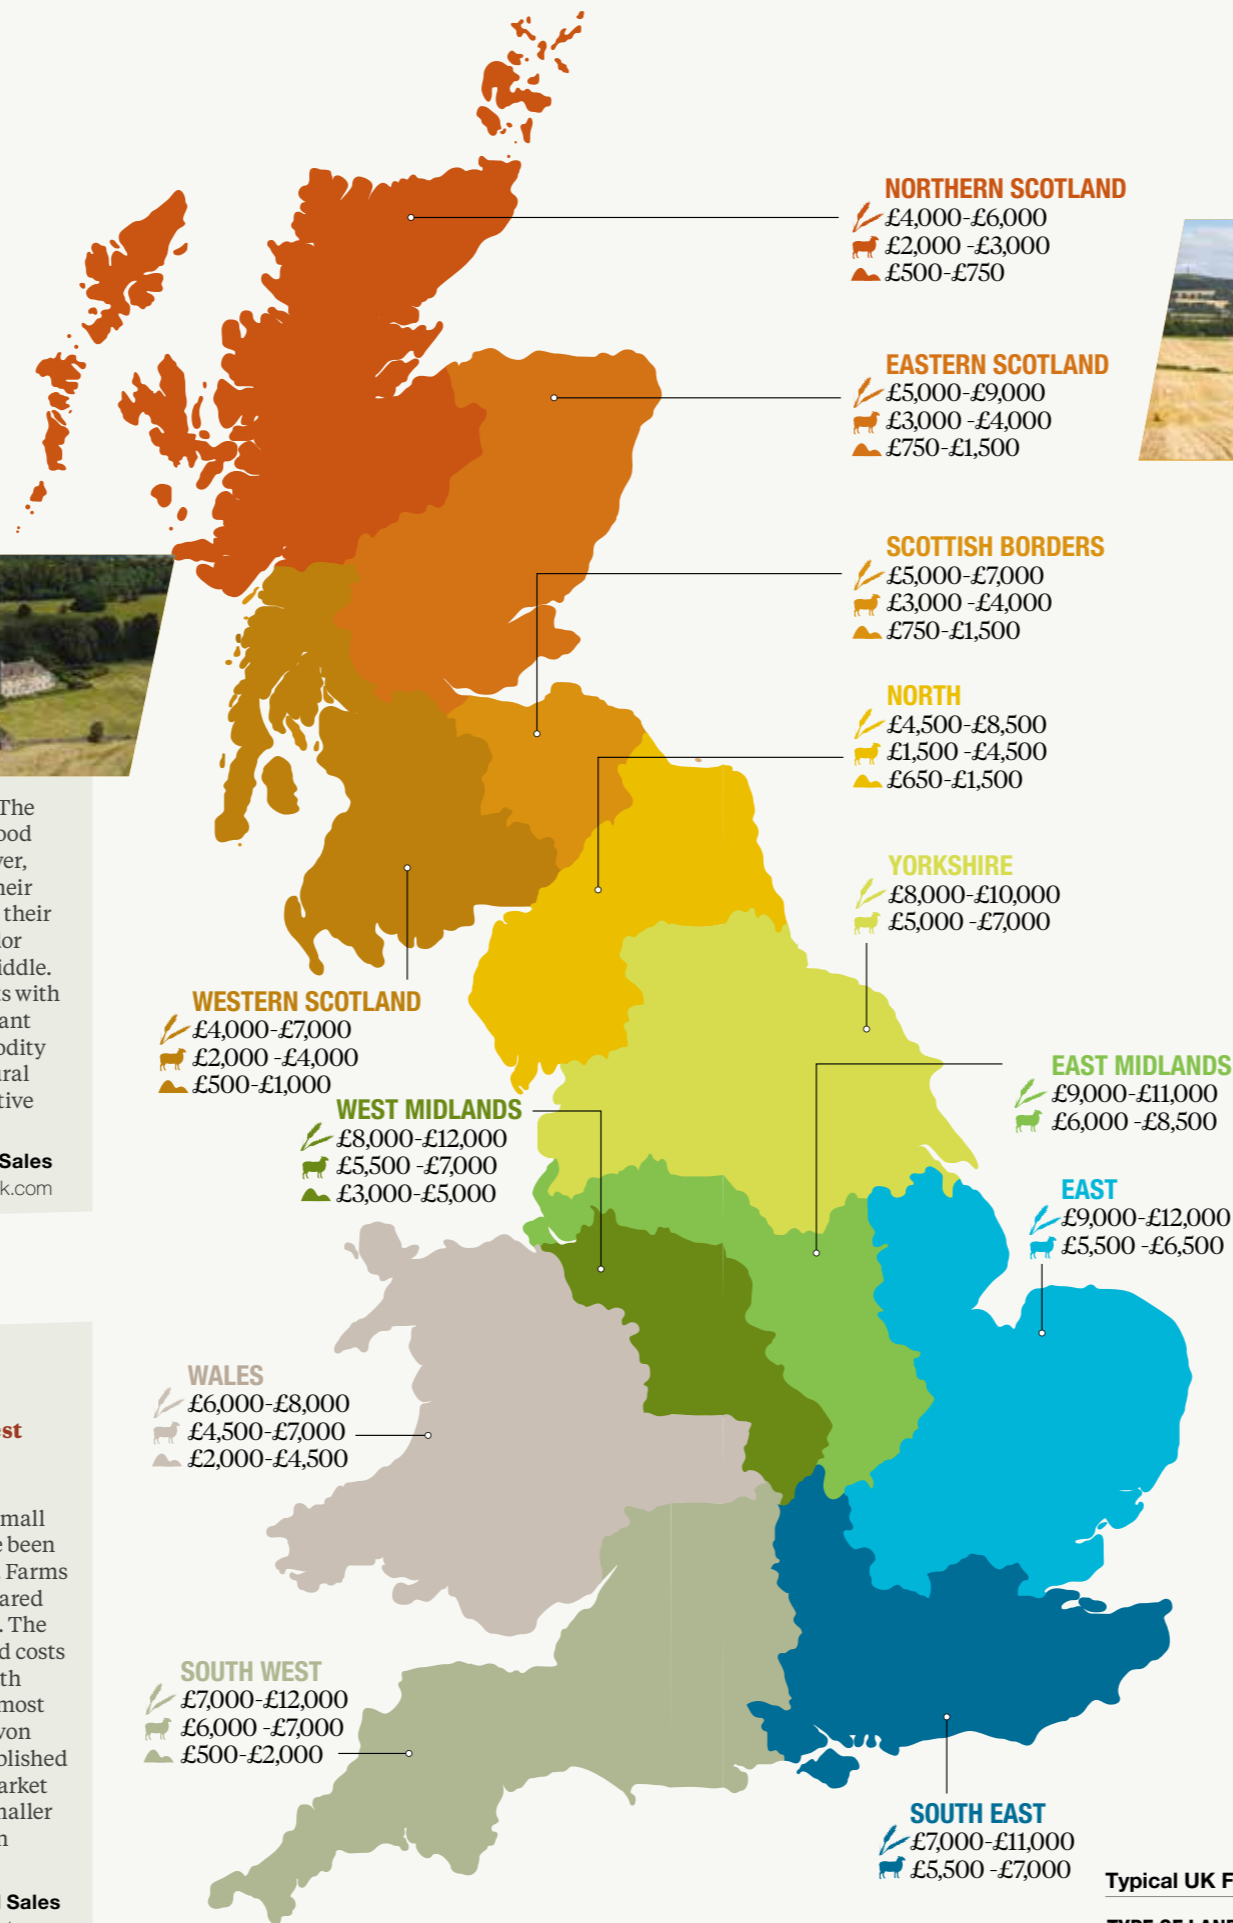 NORTHERN SCOTLAND
£4,000-£6,000
£2,000 -£3,000
£500-£750
EASTERN SCOTLAND
£5,000-£9,000
£3,000 -£4,000
£750-£1,500
SCOTTISH BORDERS
£5,000-£7,000
£3,000 -£4,000
£750-£1,500
NORTH
£4,500-£8,500
£1,500 -£4,500
£650-£1,500
YORKSHIRE
£8,000-£10,000
£5,000 -£7,000
WESTERN SCOTLAND
£4,000-£7,000
£2,000 -£4,000
£500-£1,000
WEST MIDLANDS
£8,000-£12,000
£5,500 -£7,000
£3,000-£5,000
EAST MIDLANDS
£9,000-£11,000
£6,000 -£8,500
EAST
£9,000-£12,000
£5,500 -£6,500
WALES
£6,000-£8,000
£4,500-£7,000
£2,000-£4,500
SOUTH WEST
£7,000-£12,000
£6,000 -£7,000
£500-£2,000
SOUTH EAST
£7,000-£11,000
£5,500 -£7,000
The
their
their
with
Sales
k.com
Farms
The
costs
most
Sales
Typical UK F